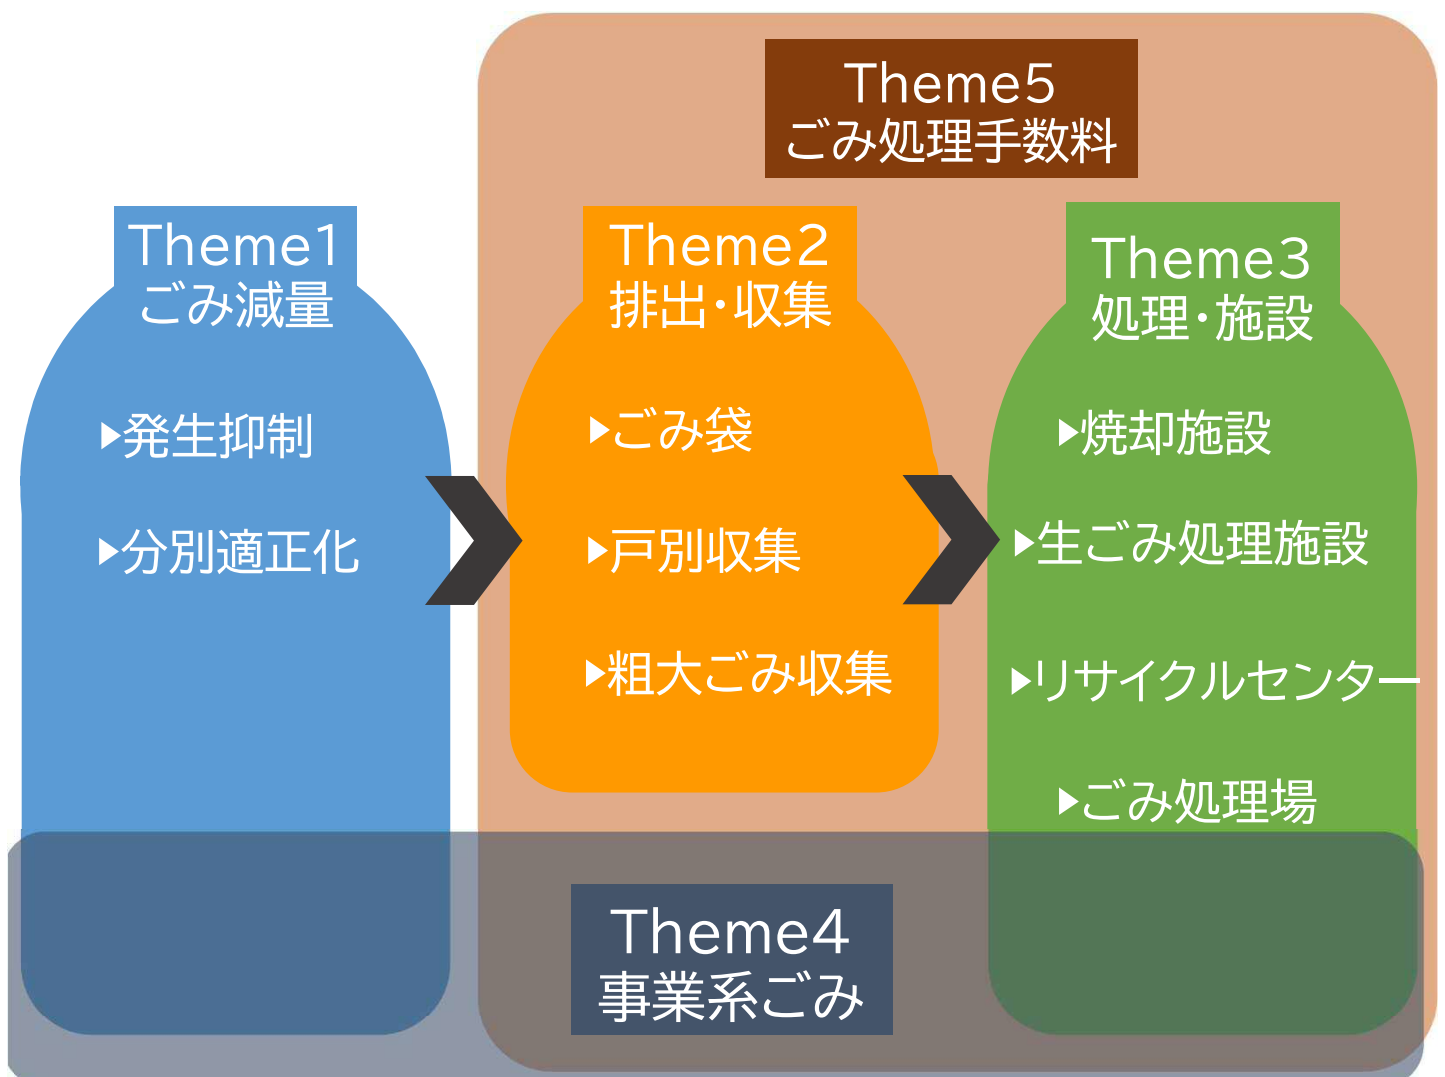 Theme5
ごみ処理手数料
Theme1
ごみ減量
▶発生抑制
▶分別適正化
Theme2
排出・収集
▶ごみ袋
▶戸別収集
▶粗大ごみ収集
Theme3
処理・施設
▶焼却施設
▶生ごみ処理施設
▶リサイクルセンター
▶ごみ処理場
Theme4
事業系ごみ